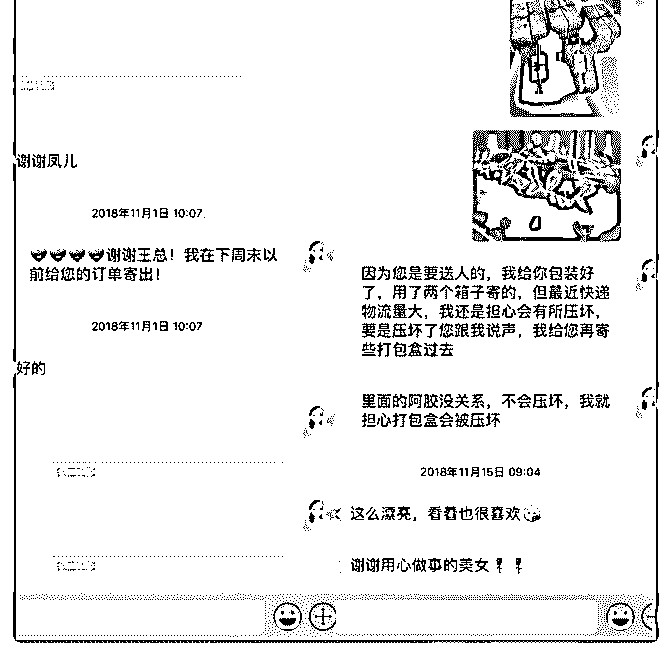 谢谢凤儿
2018年11月1日 10:07
谢谢王总！我在下周末以
前给您的订单寄出！
2018年11月1日 10:07
好的
因为您是要送人的，我给你包装好
了，用了两个箱子寄的，但最近快递
物流量大，我还是担心会有所压坏，
要是压坏了您跟我说声，我给您再寄
些打包盒过去
里面的阿胶没关系，不会压坏，我就
担心打包盒会被压坏
2018年11月15日 09:04
这么漂亮，看着也很喜欢
谢谢用心做事的美女